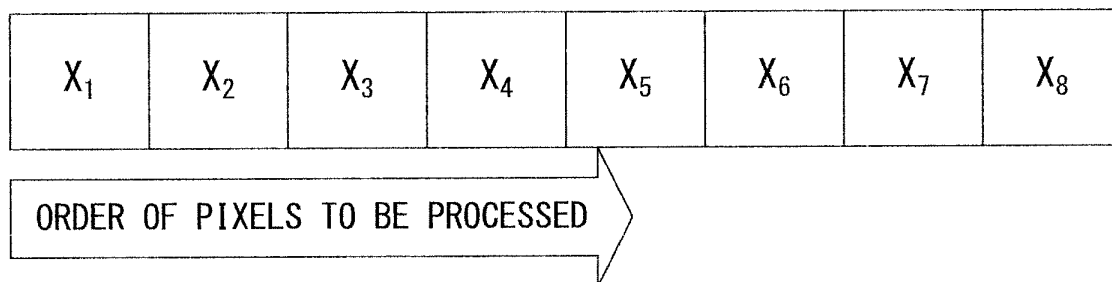 X₁ X₂ X₃ X₄ X₅ X₆ X₇ X₈
ORDER OF PIXELS TO BE PROCESSED